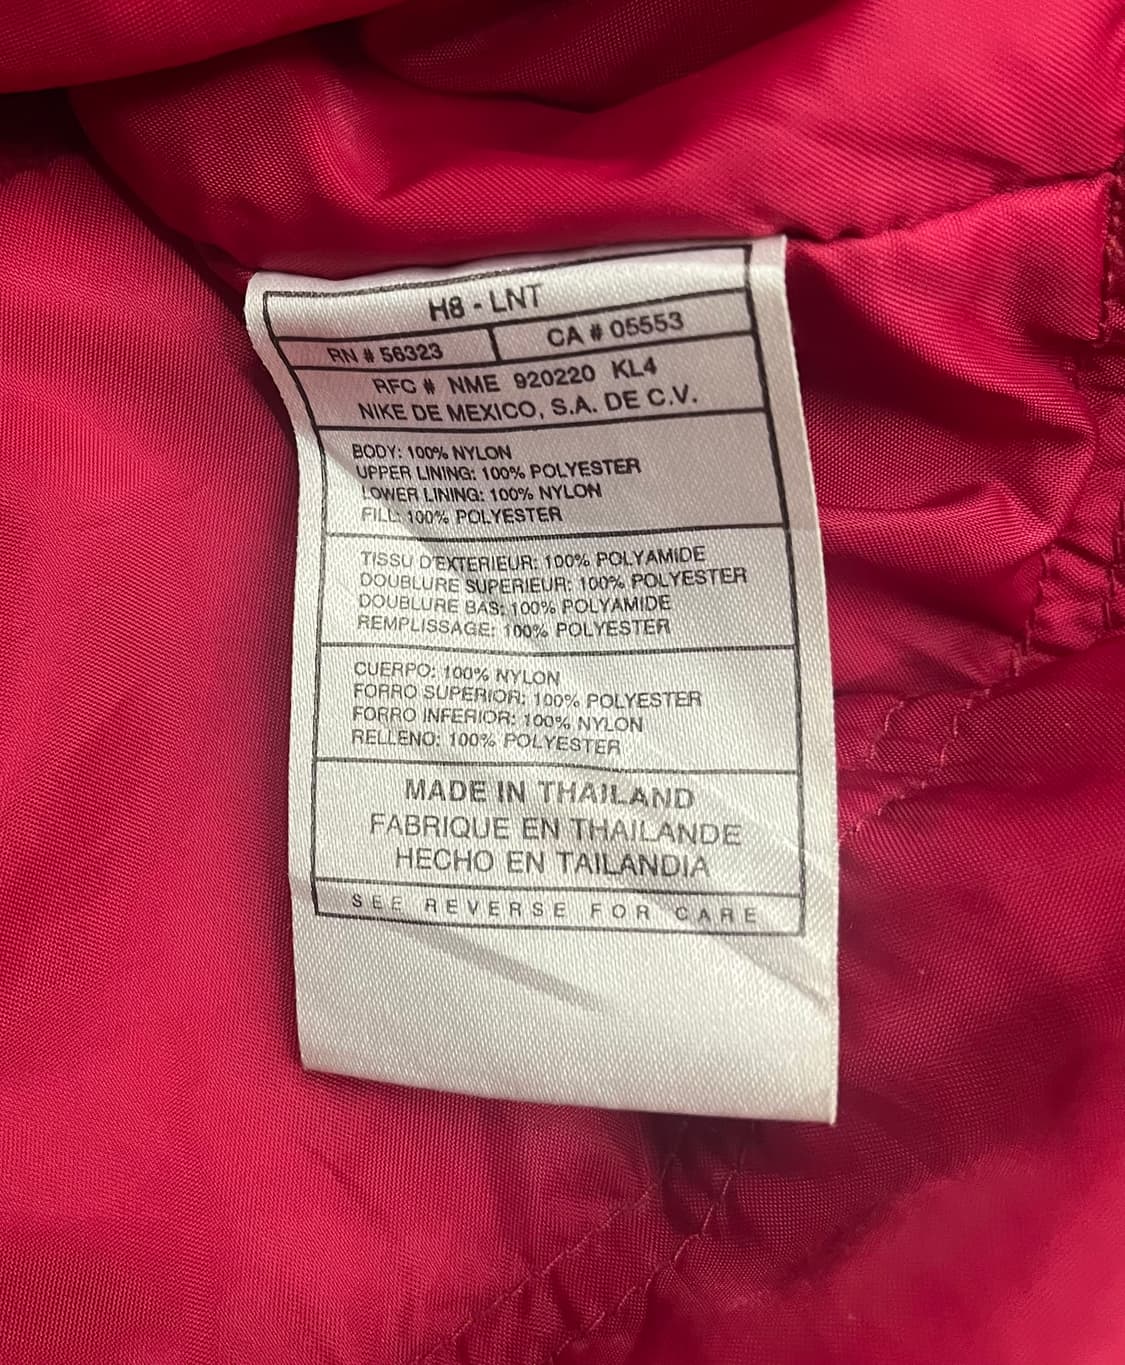 H8 - LNT
RN # 56323 CA # 05553
RFC # NME 920220 KL4
NIKE DE MEXICO, S.A. DE C.V.
BODY: 100% NYLON
UPPER LINING: 100% POLYESTER
LOWER LINING: 100% NYLON
FILL: 100% POLYESTER
TISSU D'EXTERIEUR: 100% POLYAMIDE
DOUBLURE SUPERIEUR: 100% POLYESTER
DOUBLURE BAS: 100% POLYAMIDE
REMPLISSAGE: 100% POLYESTER
CUERPO: 100% NYLON
FORRO SUPERIOR: 100% POLYESTER
FORRO INFERIOR: 100% NYLON
RELLENO: 100% POLYESTER
MADE IN THAILAND
FABRIQUE EN THAILANDE
HECHO EN TAILANDIA
SEE REVERSE FOR CARE